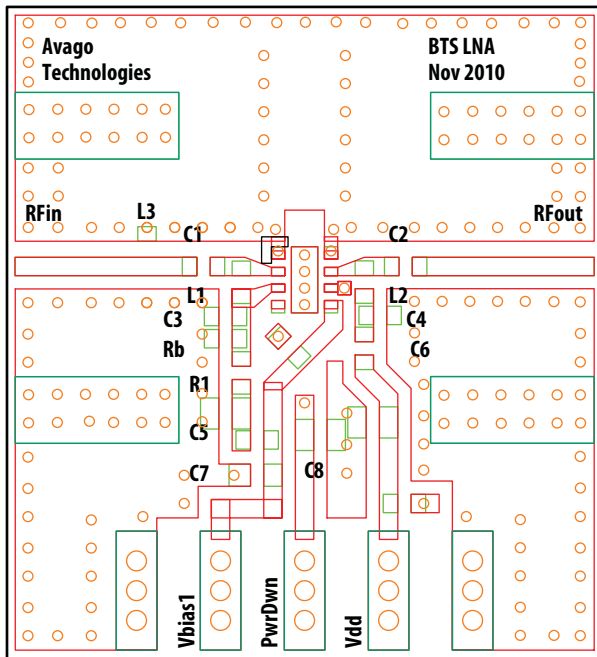 Avago
Technologies
BTS LNA
Nov 2010
RFin
L3
RFout
C1
C2
L1
L2
C3
C4
Rb
C6
R1
C5
C7
C8
Vbias1
PwrDwn
Vdd